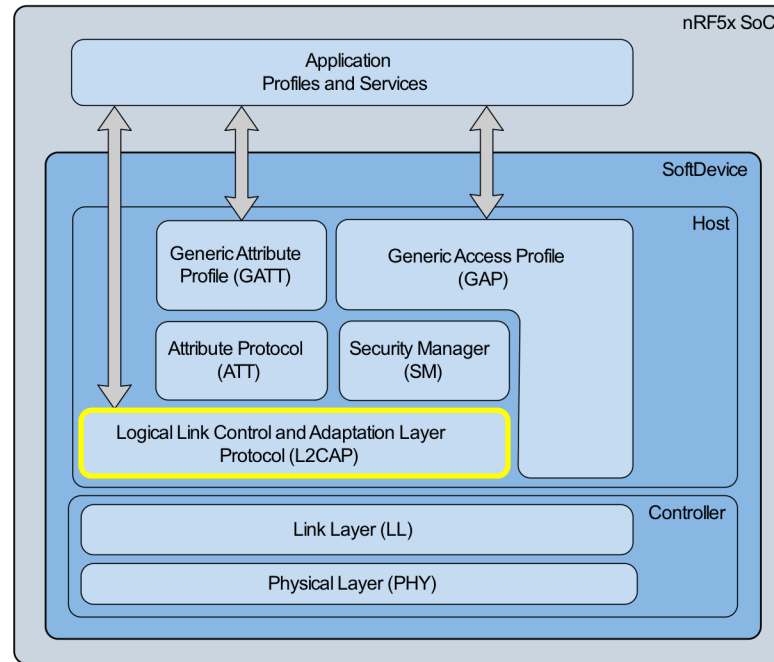 nRF5x SoC
Application
Profiles and Services
SoftDevice
Host
Generic Attribute
Profile (GATT)
Generic Access Profile
(GAP)
Attribute Protocol
(ATT)
Security Manager
(SM)
Logical Link Control and Adaptation Layer
Protocol (L2CAP)
Controller
Link Layer (LL)
Physical Layer (PHY)